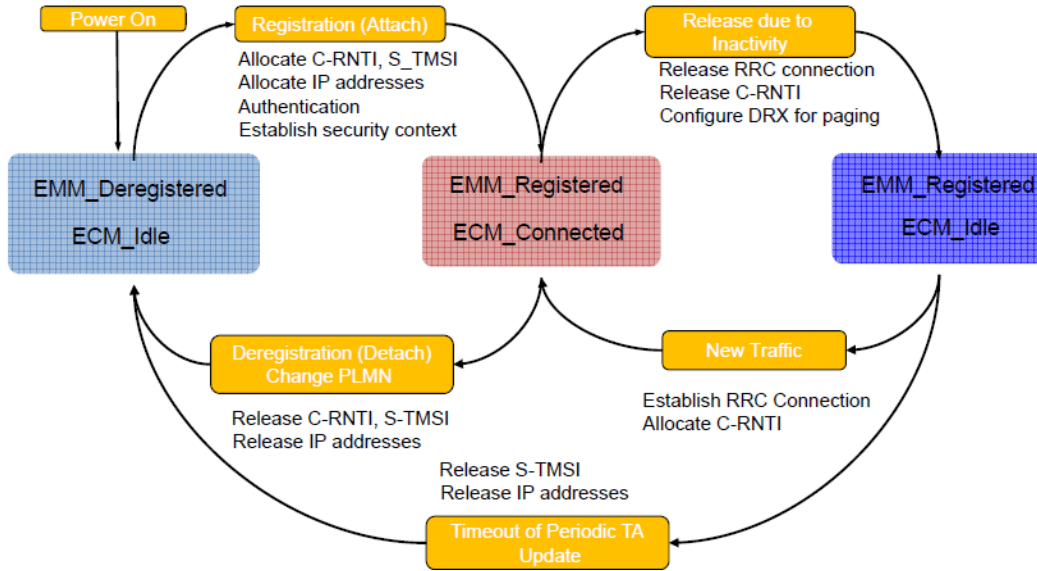 Power On
Registration (Attach)
Allocate C-RNTI, S_TMSI
Allocate IP addresses
Authentication
Establish security context
Release due to
Inactivity
Release RRC connection
Release C-RNTI
Configure DRX for paging
EMM_Deregistered
ECM_Idle
EMM_Registered
ECM_Connected
EMM_Registered
ECM_Idle
Deregistration (Detach)
Change PLMN
Release C-RNTI, S-TMSI
Release IP addresses
New Traffic
Establish RRC Connection
Allocate C-RNTI
Release S-TMSI
Release IP addresses
Timeout of Periodic TA
Update